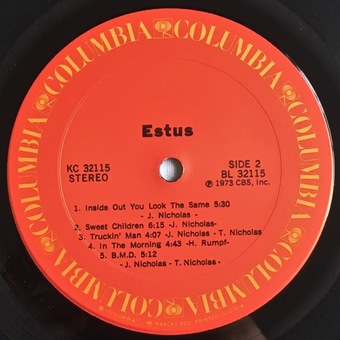 COLUMBIA COLUMBIA COLUMBIA COLUMBIA COLUMBIA COLUMBIA
Estus
KC 32115
STEREO
SIDE 2
BL 32115
Ⓟ 1973 CBS, Inc.
1. Inside Out You Look The Same 5:30
- J. Nicholas -
2. Sweet Children 6:15 -J. Nicholas-
3. Truckin' Man 4:07 -J. Nicholas - T. Nicholas
4. In The Morning 4:43 -H. Rumpf-
5. B.M.D. 5:12
- J. Nicholas - T. Nicholas-